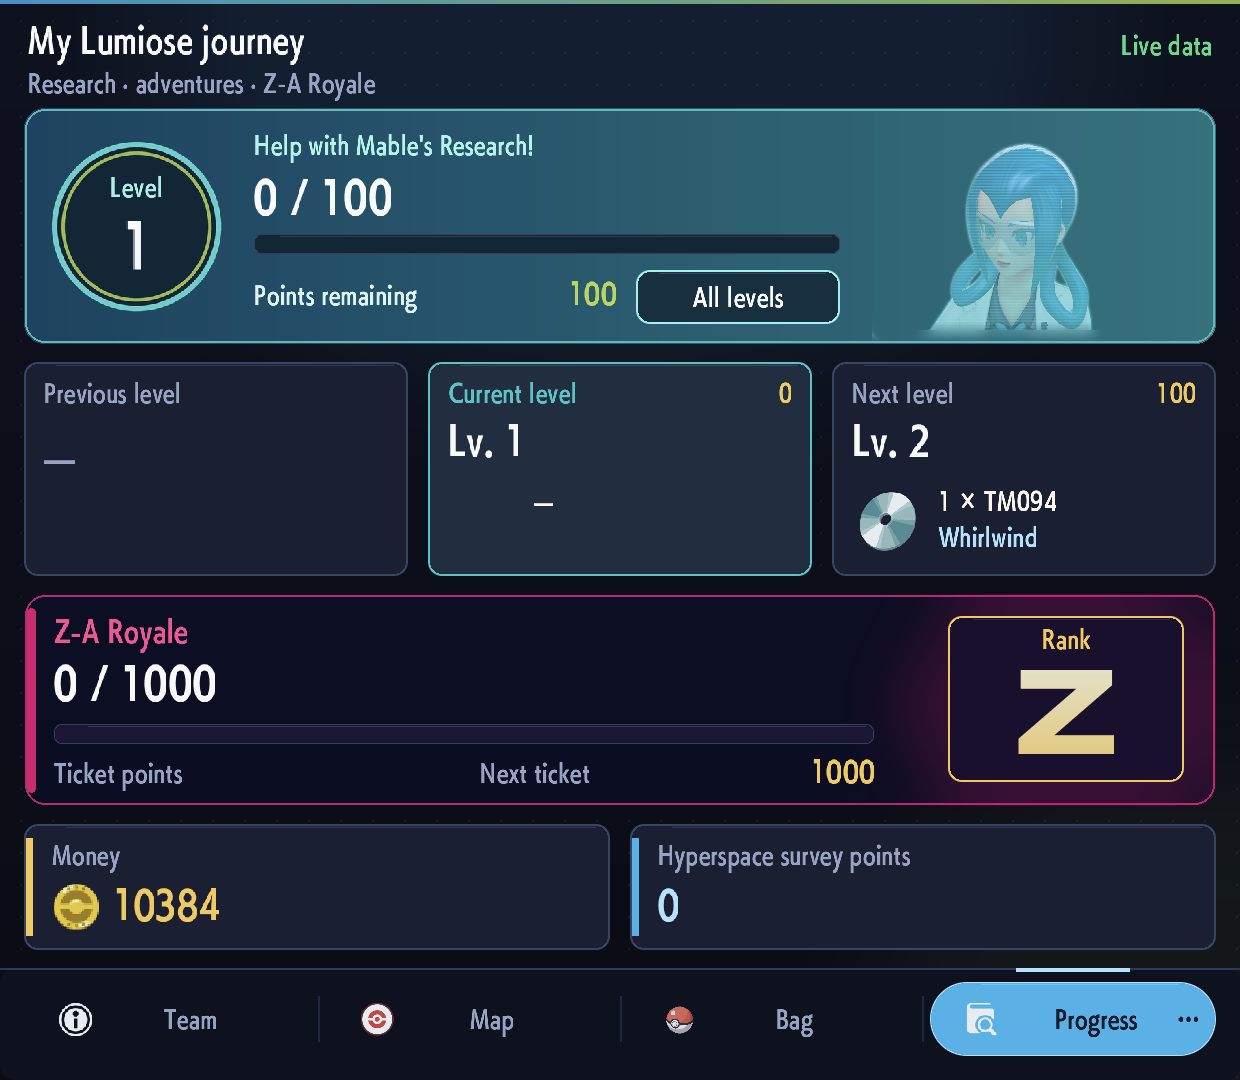 My Lumiose journey
Live data
Research · adventures · Z-A Royale
Level
1
Help with Mable's Research!
0 / 100
Points remaining
100
All levels
Previous level
—
Current level
0
Lv. 1
—
Next level
100
Lv. 2
1 × TM094
Whirlwind
Z-A Royale
0 / 1000
Ticket points
Next ticket
1000
Rank
Z
Money
10384
Hyperspace survey points
0
Team
Map
Bag
Progress
...